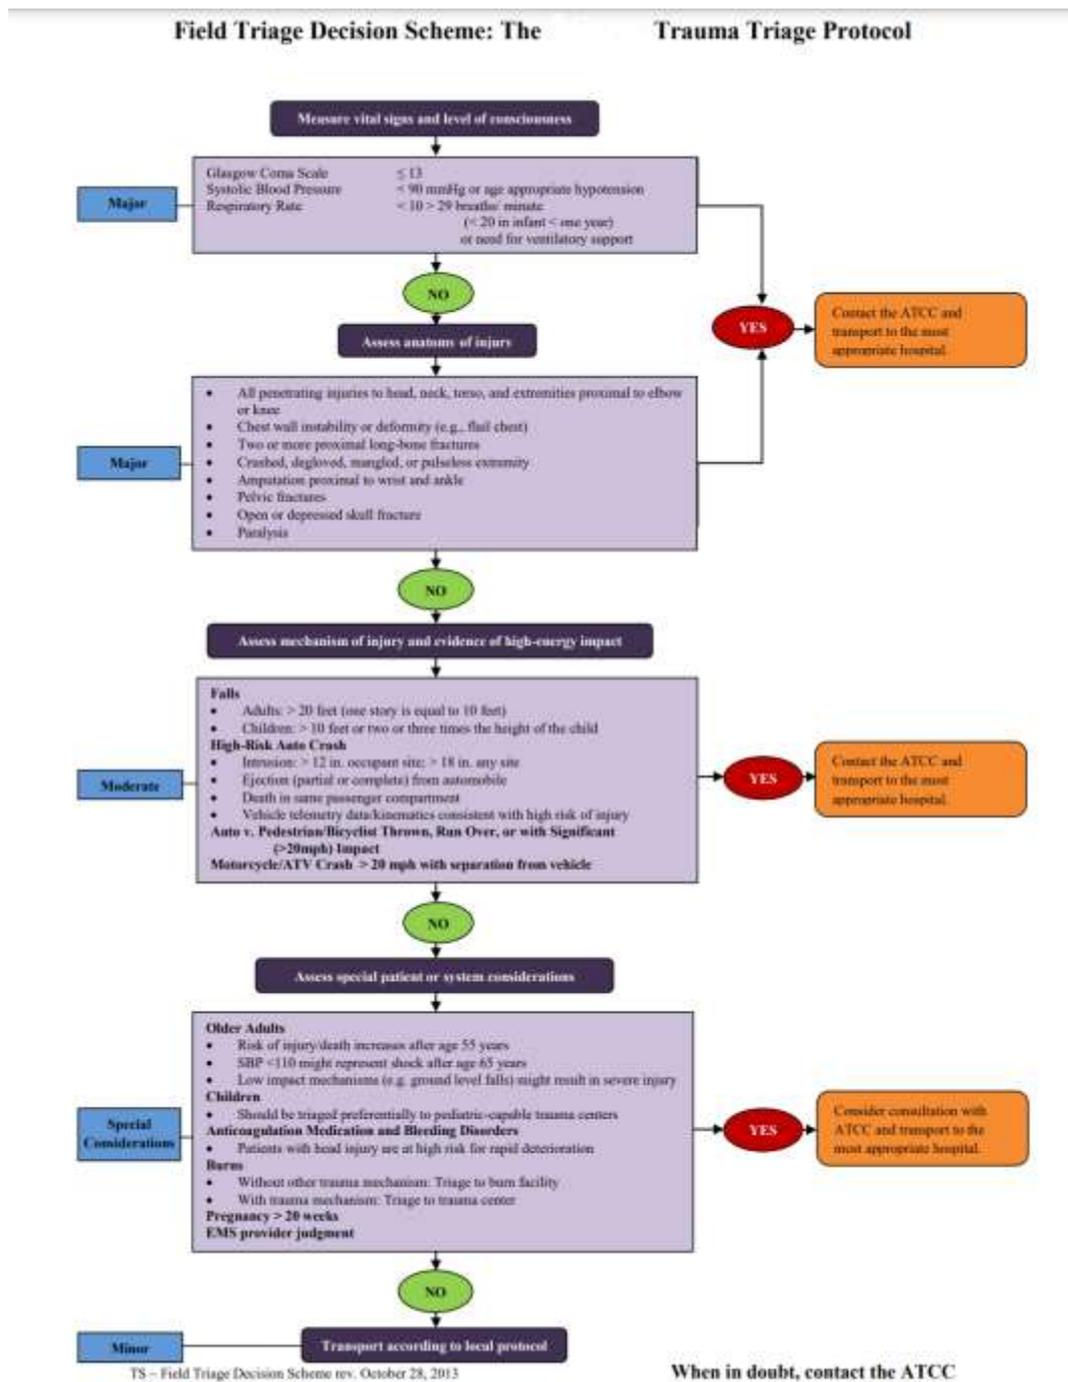 Field Triage Decision Scheme: The Trauma Triage Protocol
Measure vital signs and level of consciousness
Major
Glasgow Coma Scale ≤ 13
Systolic Blood Pressure < 90 mmHg or age appropriate hypotension
Respiratory Rate < 10 > 29 breaths/ minute
(< 20 in infant < one year)
or need for ventilatory support
NO
YES
Contact the ATCC and
transport to the most
appropriate hospital.
Assess anatomy of injury
Major
• All penetrating injuries to head, neck, torso, and extremities proximal to elbow
or knee
• Chest wall instability or deformity (e.g., flail chest)
• Two or more proximal long-bone fractures
• Crushed, degloved, mangled, or pulseless extremity
• Amputation proximal to wrist and ankle
• Pelvic fractures
• Open or depressed skull fracture
• Paralysis
NO
Assess mechanism of injury and evidence of high-energy impact
Moderate
Falls
• Adults: > 20 feet (one story is equal to 10 feet)
• Children: > 10 feet or two or three times the height of the child
High-Risk Auto Crash
• Intrusion: > 12 in. occupant site; > 18 in. any site
• Ejection (partial or complete) from automobile
• Death in same passenger compartment
• Vehicle telemetry data/kinematics consistent with high risk of injury
Auto v. Pedestrian/Bicyclist Thrown, Run Over, or with Significant
(>20mph) Impact
Motorcycle/ATV Crash > 20 mph with separation from vehicle
YES
Contact the ATCC and
transport to the most
appropriate hospital.
NO
Assess special patient or system considerations
Special
Considerations
Older Adults
• Risk of injury/death increases after age 55 years
• SBP <110 might represent shock after age 65 years
• Low impact mechanisms (e.g. ground level falls) might result in severe injury
Children
• Should be triaged preferentially to pediatric-capable trauma centers
Anticoagulation Medication and Bleeding Disorders
• Patients with head injury are at high risk for rapid deterioration
Burns
• Without other trauma mechanism: Triage to burn facility
• With trauma mechanism: Triage to trauma center
Pregnancy > 20 weeks
EMS provider judgment
YES
Consider consultation with
ATCC and transport to the
most appropriate hospital.
NO
Minor
Transport according to local protocol
TS – Field Triage Decision Scheme rev. October 28, 2013
When in doubt, contact the ATCC